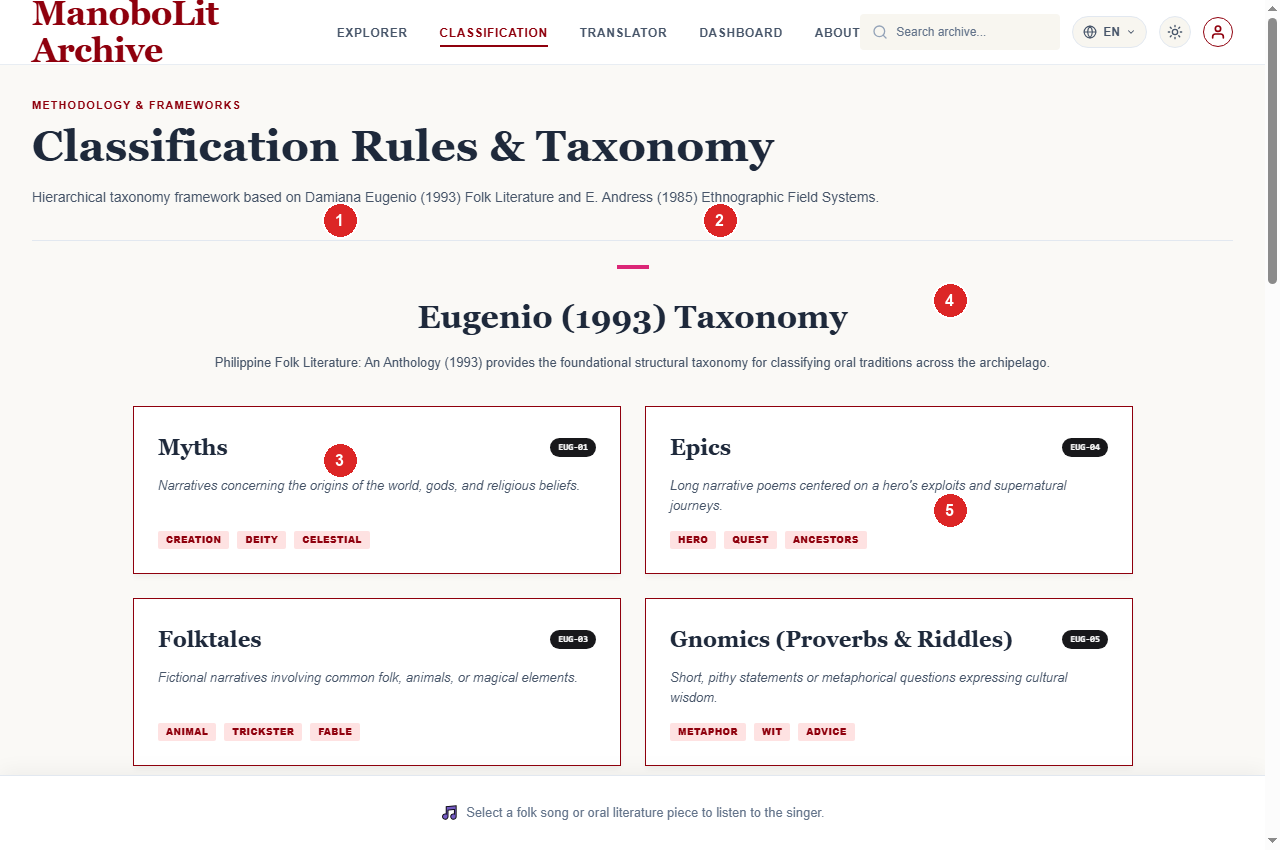 ManoboLit
Archive
EXPLORER CLASSIFICATION TRANSLATOR DASHBOARD ABOUT Search archive... EN
METHODOLOGY & FRAMEWORKS
Classification Rules & Taxonomy
Hierarchical taxonomy framework based on Damiana Eugenio (1993) Folk Literature and E. Andress (1985) Ethnographic Field Systems.
1 2
4
Eugenio (1993) Taxonomy
Philippine Folk Literature: An Anthology (1993) provides the foundational structural taxonomy for classifying oral traditions across the archipelago.
Myths EUG-01
3
Narratives concerning the origins of the world, gods, and religious beliefs.
CREATION DEITY CELESTIAL
Epics EUG-04
Long narrative poems centered on a hero's exploits and supernatural
journeys.
5
HERO QUEST ANCESTORS
Folktales EUG-03
Fictional narratives involving common folk, animals, or magical elements.
ANIMAL TRICKSTER FABLE
Gnomics (Proverbs & Riddles) EUG-05
Short, pithy statements or metaphorical questions expressing cultural
wisdom.
METAPHOR WIT ADVICE
Select a folk song or oral literature piece to listen to the singer.